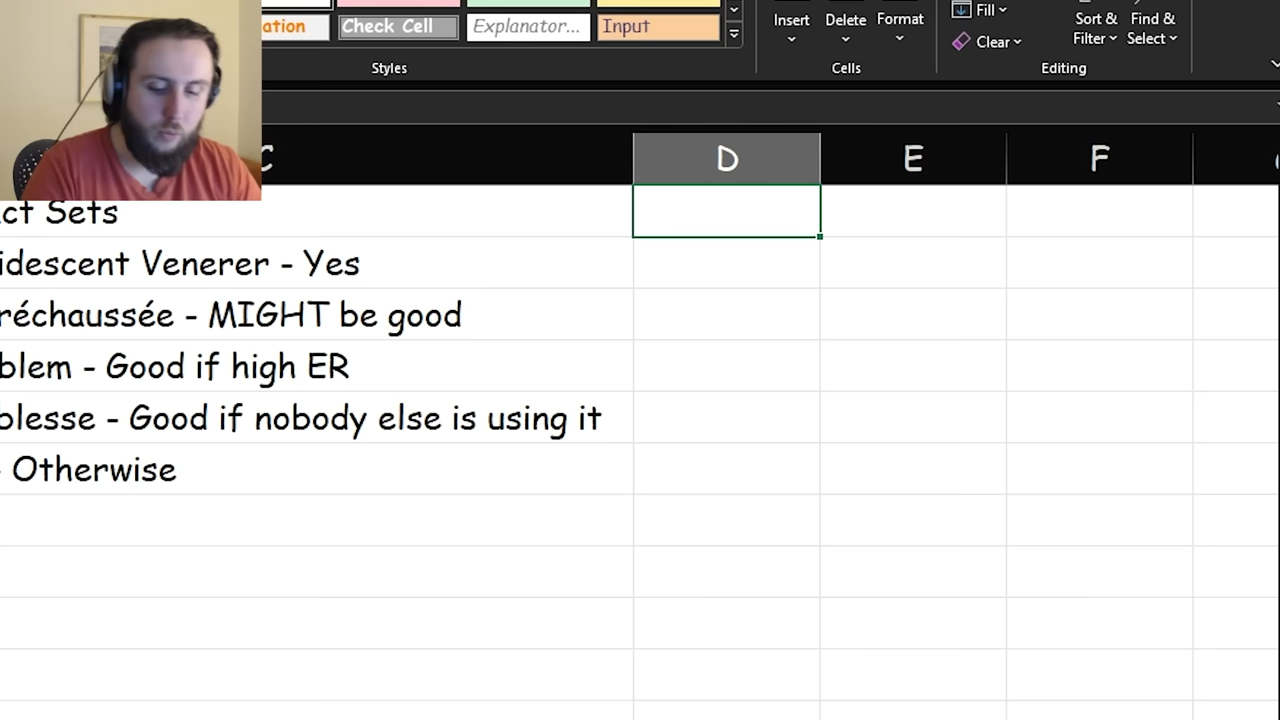 ation
Check Cell
Explanator...
Input
Styles
Insert
Delete
Format
Cells
Fill
Clear
Sort &
Filter
Find &
Select
Editing
C
D
E
F
ct Sets
idescent Venerer - Yes
réchaussée - MIGHT be good
blem - Good if high ER
blesse - Good if nobody else is using it
- Otherwise